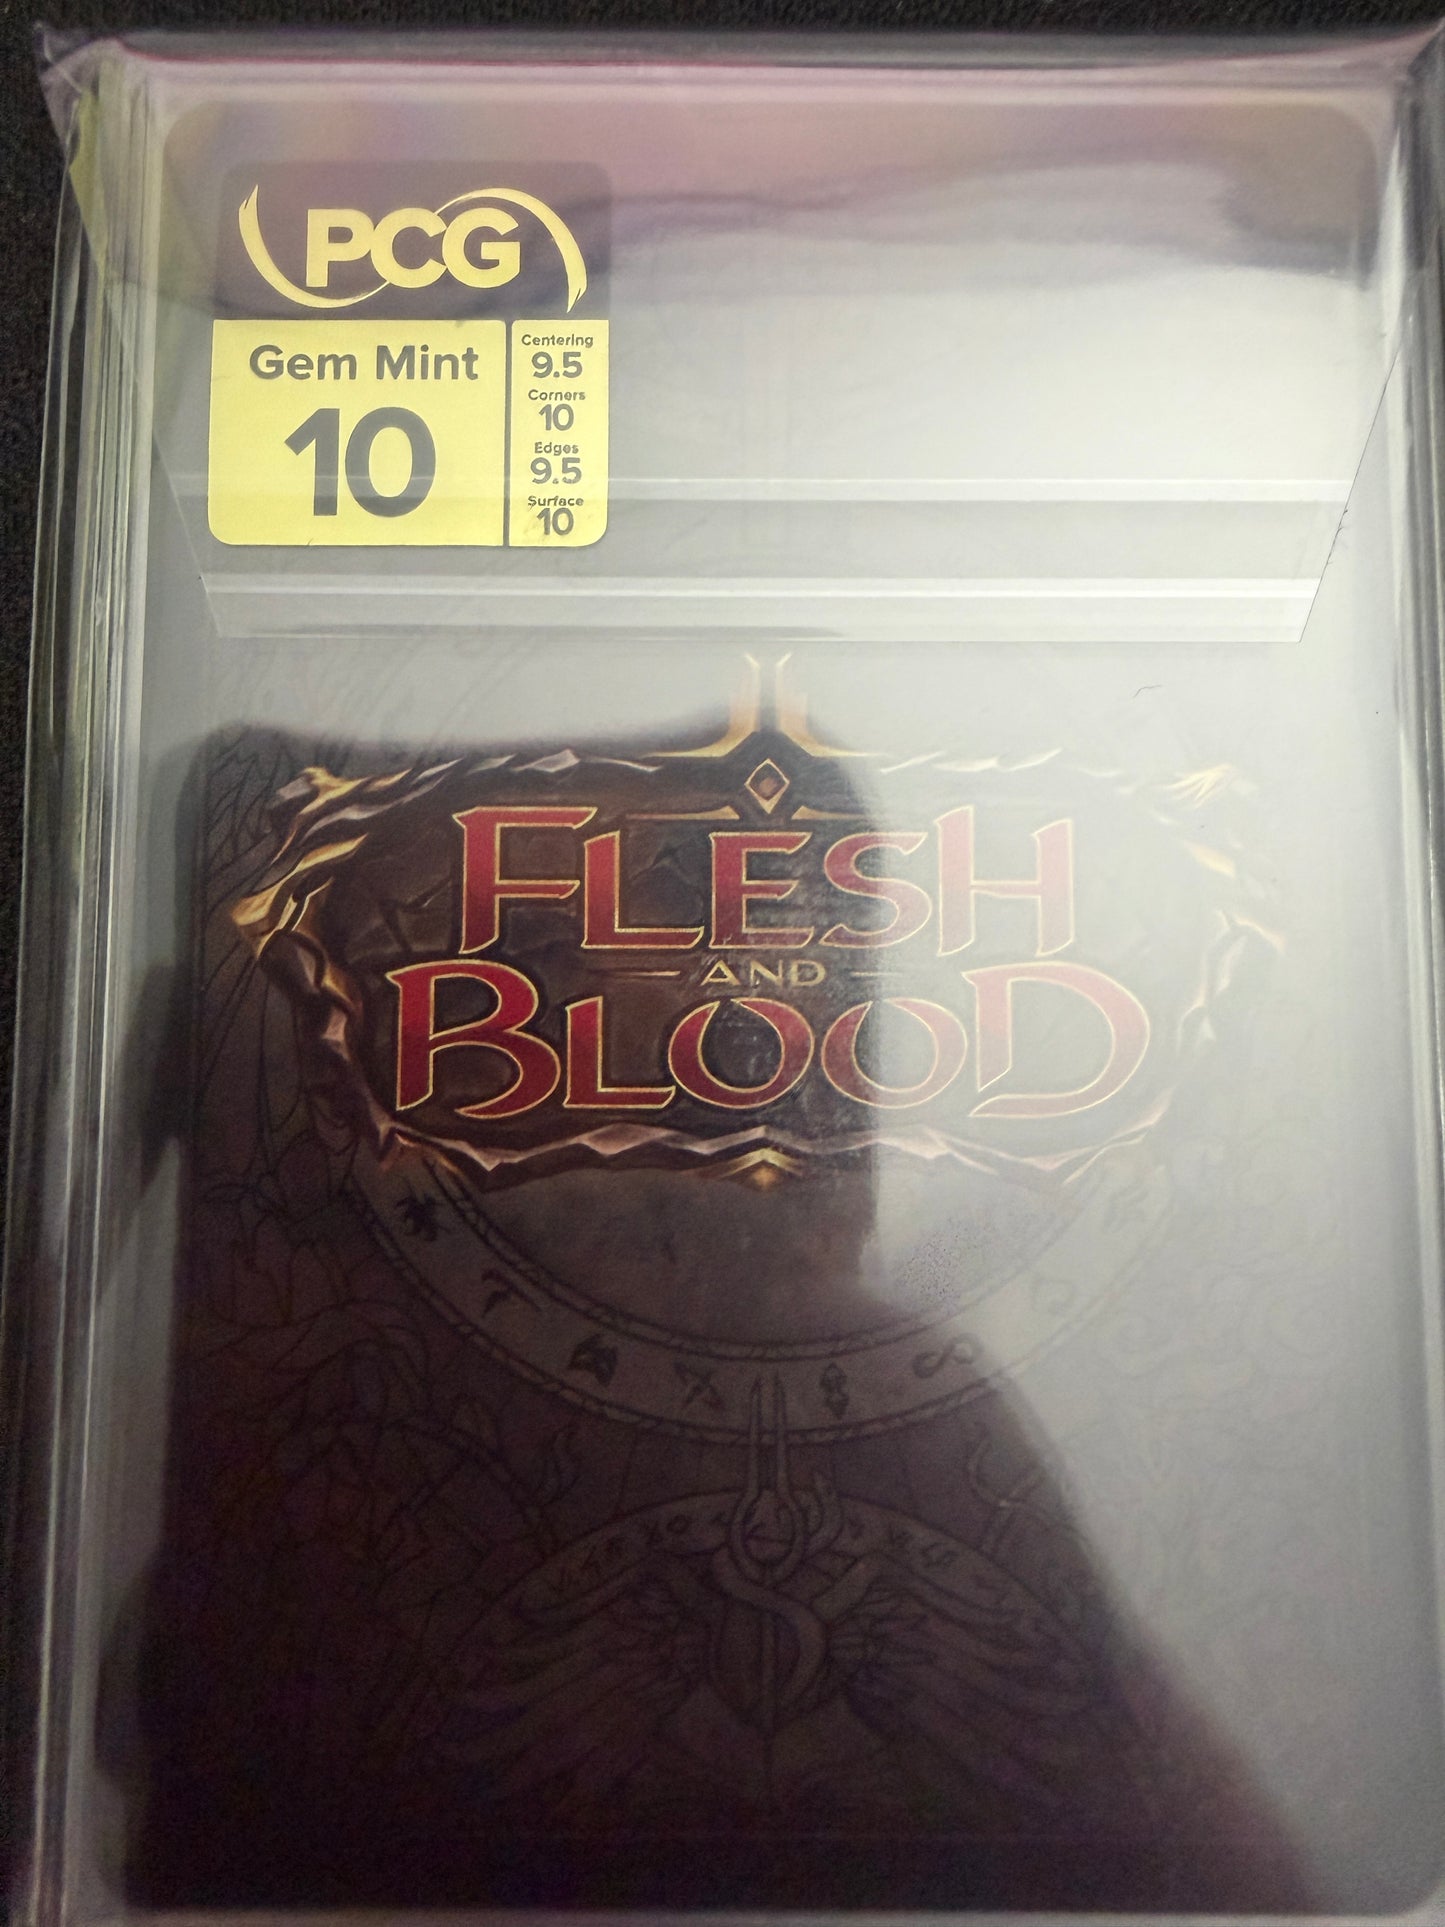 PCG
Gem Mint
10
Centering
9.5
Corners
10
Edges
9.5
Surface
10
FLESH
AND
BLOOD